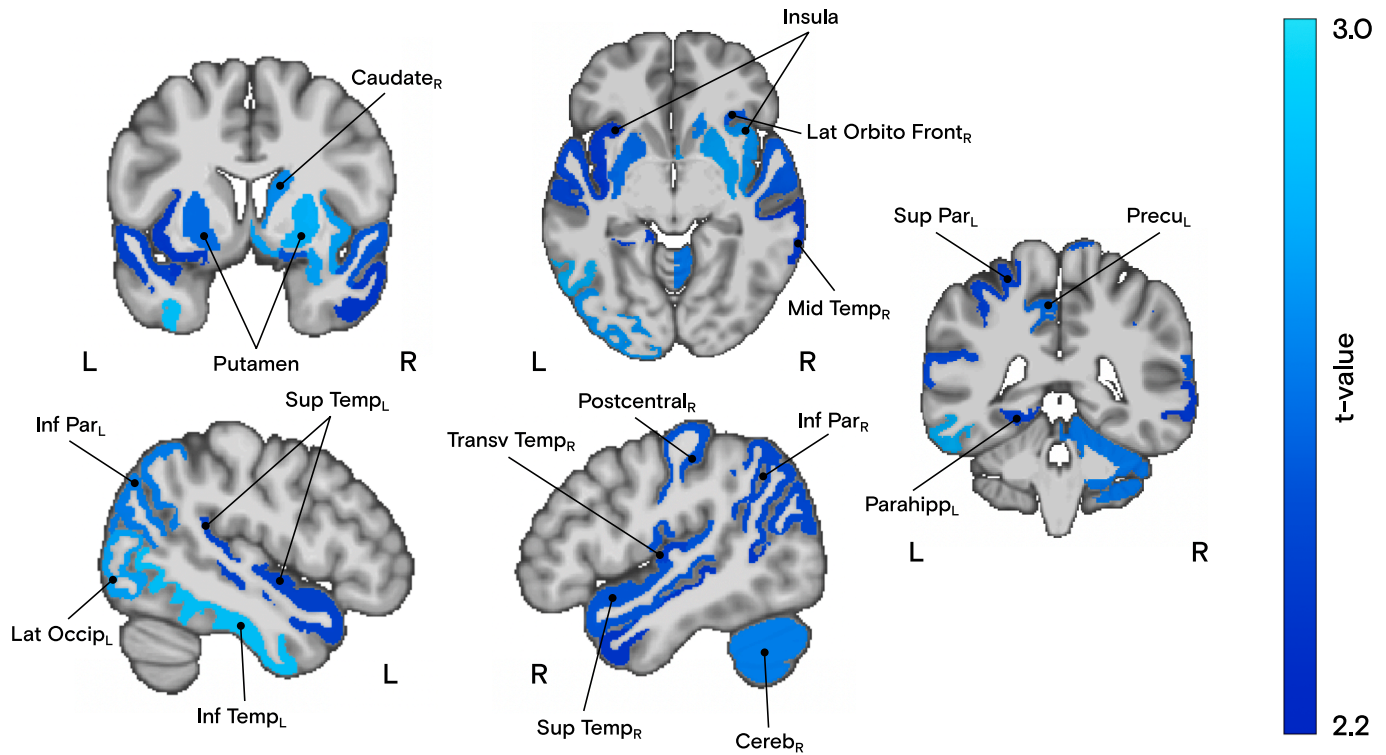 Insula
Caudate_R
Lat Orbito Front_R
Mid Temp_R
Putamen
L
R
L
R
Sup Par_L
Precu_L
Parahipp_L
L
R
Sup Temp_L
Inf Par_L
Lat Occip_L
Inf Temp_L
L
Postcentral_R
Transv Temp_R
Inf Par_R
R
Sup Temp_R
Cereb_R
3.0
t-value
2.2